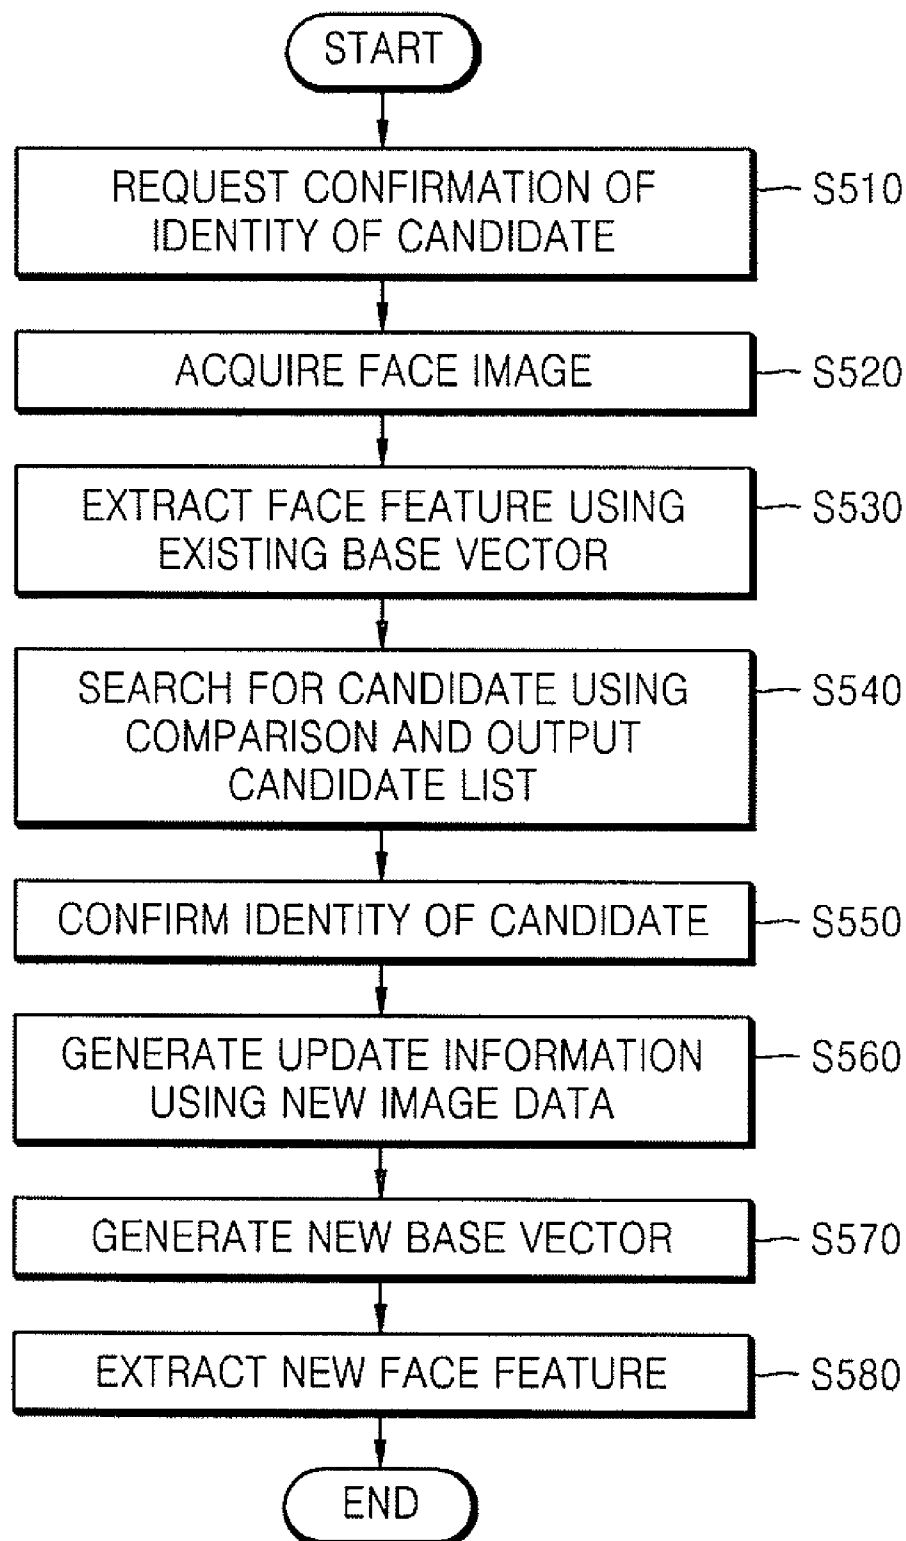 START
REQUEST CONFIRMATION OF
IDENTITY OF CANDIDATE
S510
ACQUIRE FACE IMAGE
S520
EXTRACT FACE FEATURE USING
EXISTING BASE VECTOR
S530
SEARCH FOR CANDIDATE USING
COMPARISON AND OUTPUT
CANDIDATE LIST
S540
CONFIRM IDENTITY OF CANDIDATE
S550
GENERATE UPDATE INFORMATION
USING NEW IMAGE DATA
S560
GENERATE NEW BASE VECTOR
S570
EXTRACT NEW FACE FEATURE
S580
END